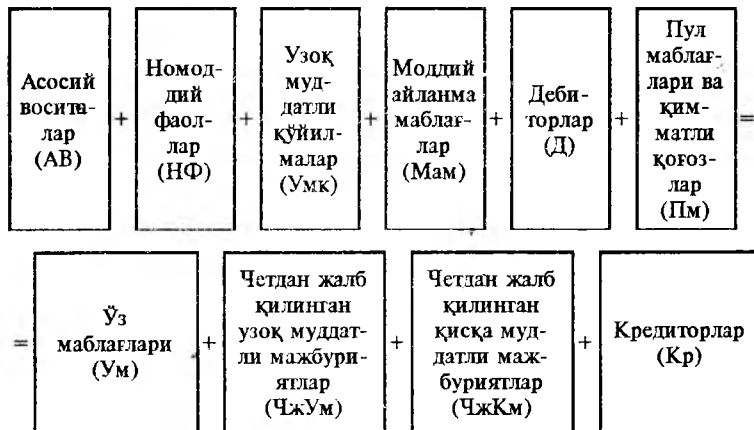 Асосий
восита-
лар
(АВ)
+
Номод-
дий
фаол-
лар
(НФ)
+
Узоқ
муд-
датли
қўйил-
малар
(Умк)
+
Моддий
айланма
маблағ-
лар
(Мам)
+
Деби-
торлар
(Д)
+
Пул
маблағ-
лари ва
қим-
матли
қоғоз-
лар
(Пм)
=
=
Ўз
маблағлари
(Ум)
+
Четдан жалб
қилинган
узоқ муддат-
ли мажбури-
ятлар
(ЧжУм)
+
Четдан жалб
қилинган
қисқа муд-
датли маж-
буриятлар
(ЧжКм)
+
Кредиторлар
(Кр)